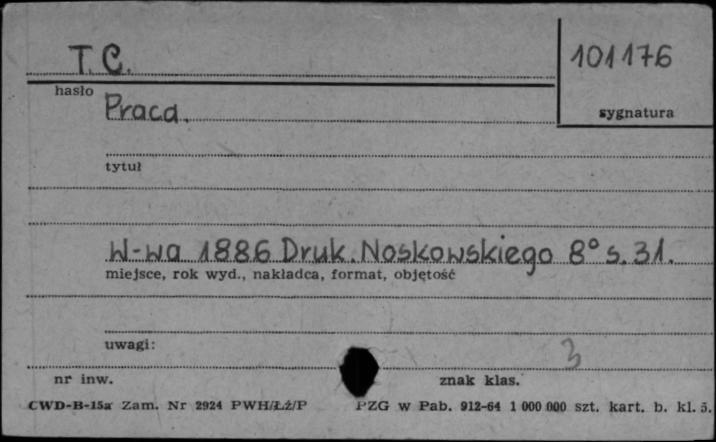 T. C.
101176
hasło
Praca.
sygnatura
tytuł
W-wa 1886 Druk. Noskowskiego 8° s. 31.
miejsce, rok wyd., nakładca, format, objętość
uwagi:
3
nr inw.
znak klas.
CWD-B-15a Zam. Nr 2924 PWH/Łź/P PZG w Pab. 912-64 1 000 000 szt. kart. b. kl. 5.